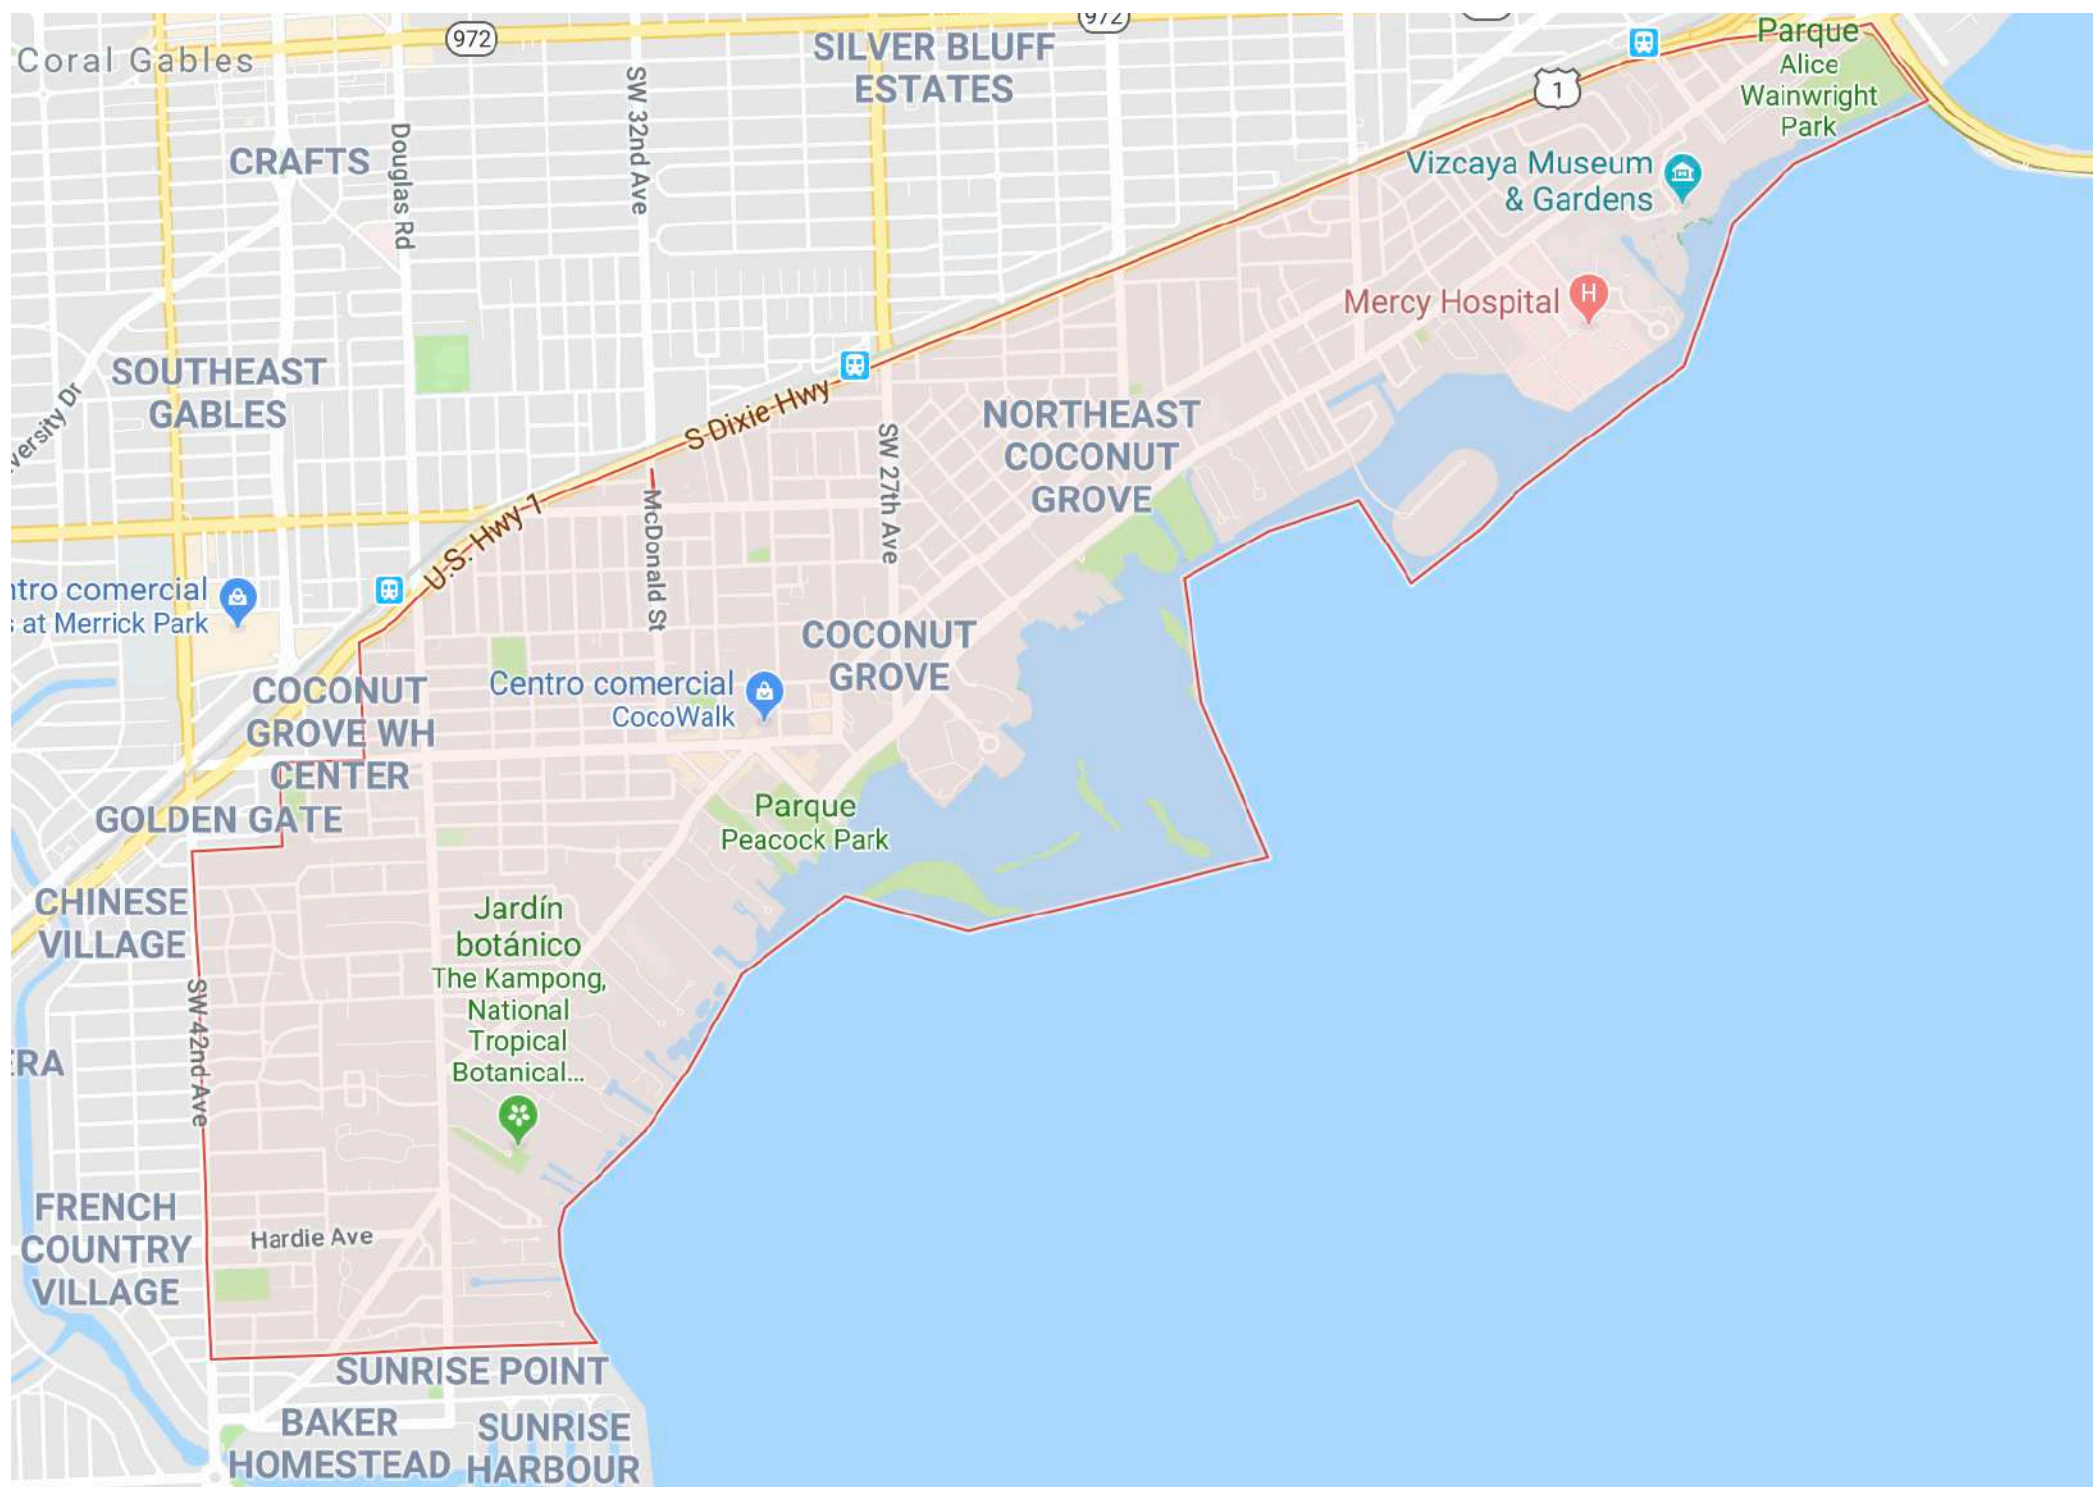 972
972
Coral Gables
SILVER BLUFF
ESTATES
Parque
Alice
Wainwright
Park
1
SW 32nd Ave
Douglas Rd
CRAFTS
Vizcaya Museum
& Gardens
Mercy Hospital
H
SOUTHEAST
GABLES
S Dixie Hwy
NORTHEAST
COCONUT
GROVE
SW 27th Ave
U.S. Hwy 1
McDonald St
at Merrick Park
comercial
COCONUT
GROVE
COCONUT
GROVE WH
CENTER
Centro comercial
CocoWalk
GOLDEN GATE
Parque
Peacock Park
CHINESE
VILLAGE
Jardín
botánico
The Kampong,
National
Tropical
Botanical...
SW 42nd Ave
FRENCH
COUNTRY
VILLAGE
Hardie Ave
SUNRISE POINT
BAKER
HOMESTEAD
SUNRISE
HARBOUR